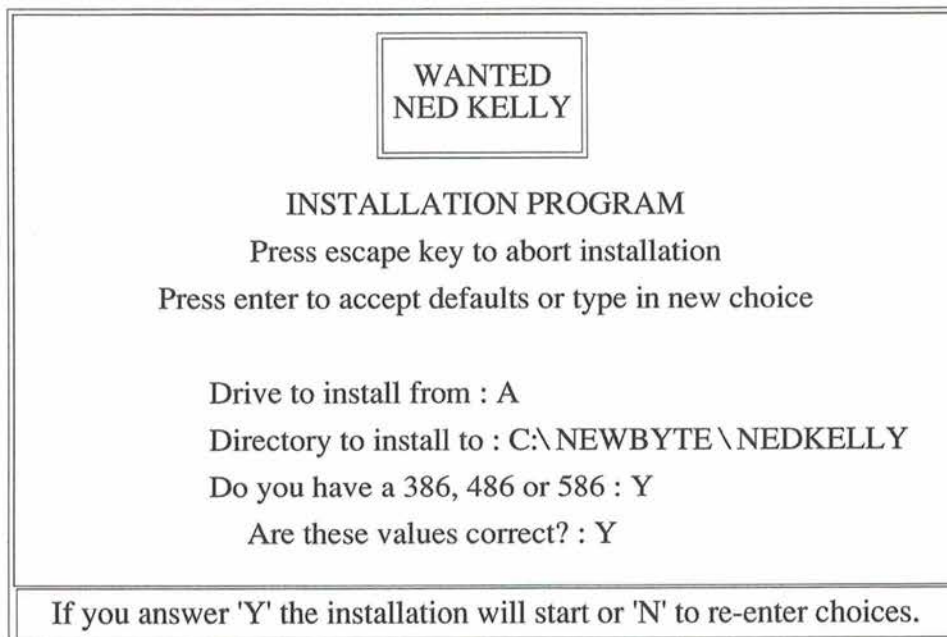 WANTED
NED KELLY
INSTALLATION PROGRAM
Press escape key to abort installation
Press enter to accept defaults or type in new choice
Drive to install from : A
Directory to install to : C:\ NEWBYTE \ NEDKELLY
Do you have a 386, 486 or 586 : Y
Are these values correct? : Y
If you answer 'Y' the installation will start or 'N' to re-enter choices.